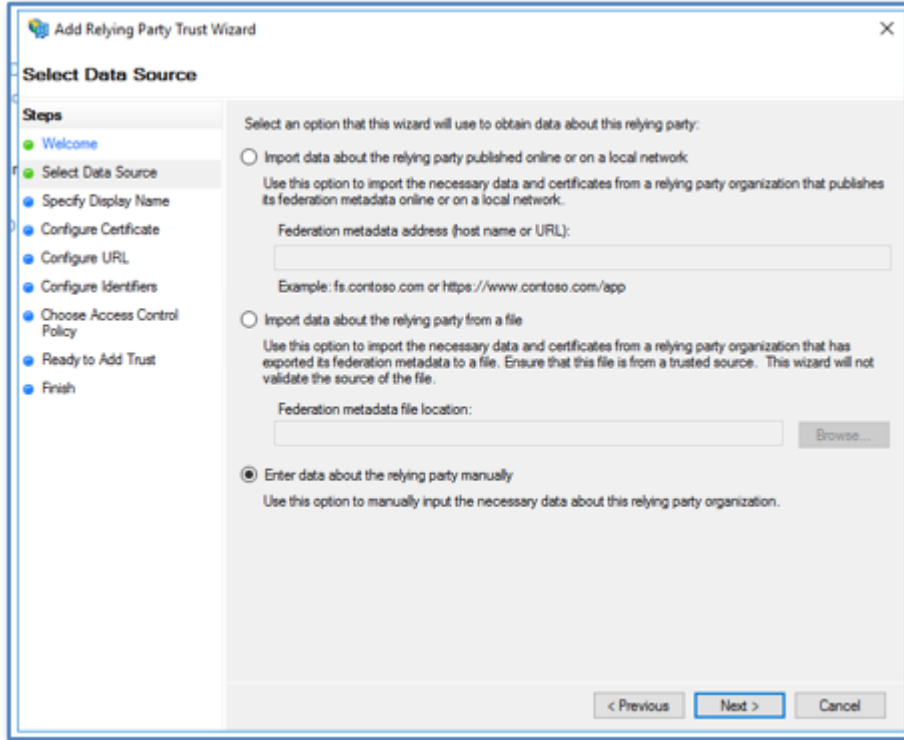 Add Relying Party Trust Wizard
Select Data Source
Steps
Welcome
Select Data Source
Specify Display Name
Configure Certificate
Configure URL
Configure Identifiers
Choose Access Control
Policy
Ready to Add Trust
Finish
Select an option that this wizard will use to obtain data about this relying party:
Import data about the relying party published online or on a local network
Use this option to import the necessary data and certificates from a relying party organization that publishes
its federation metadata online or on a local network.
Federation metadata address (host name or URL):
Example: fs.contoso.com or https://www.contoso.com/app
Import data about the relying party from a file
Use this option to import the necessary data and certificates from a relying party organization that has
exported its federation metadata to a file. Ensure that this file is from a trusted source. This wizard will not
validate the source of the file.
Federation metadata file location:
Browse...
Enter data about the relying party manually
Use this option to manually input the necessary data about this relying party organization.
< Previous
Next >
Cancel